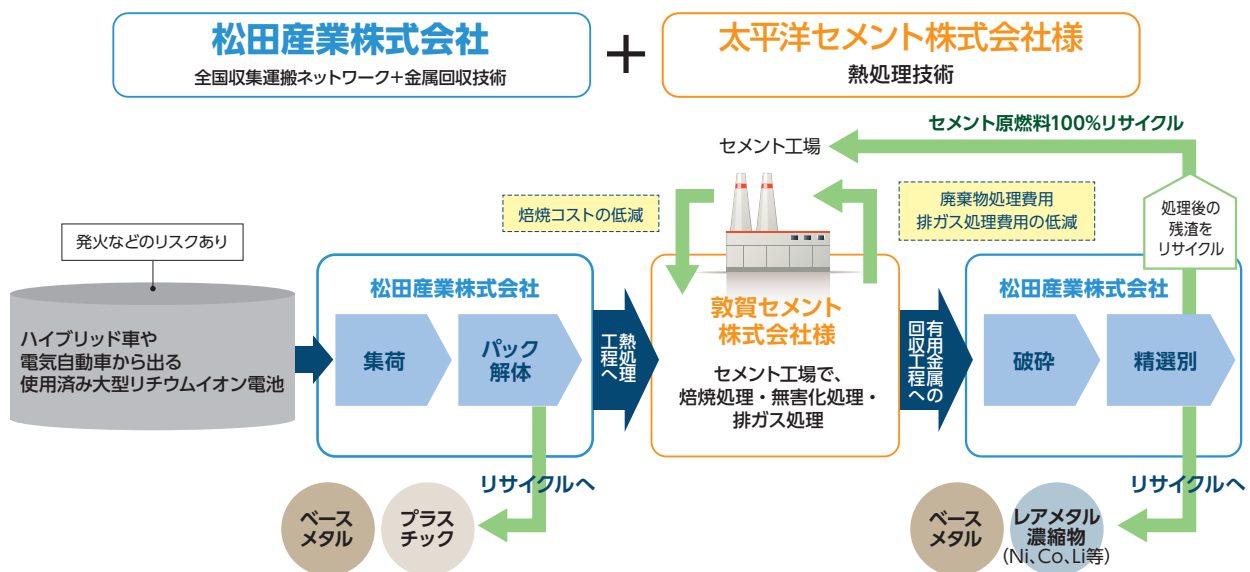 松田産業株式会社
全国収集運搬ネットワーク+金属回収技術
+
太平洋セメント株式会社様
熱処理技術
セメント原燃料100%リサイクル
セメント工場
焙焼コストの低減
廃棄物処理費用
排ガス処理費用の低減
処理後の
残渣を
リサイクル
発火などのリスクあり
ハイブリッド車や
電気自動車から出る
使用済み大型リチウムイオン電池
松田産業株式会社
集荷
パック
解体
熱処理
工程へ
敦賀セメント
株式会社様
セメント工場で、
焙焼処理・無害化処理・
排ガス処理
有用金属の
回収工程へ
松田産業株式会社
破砕
精選別
リサイクルへ
ベース
メタル
プラス
チック
リサイクルへ
ベース
メタル
レアメタル
濃縮物
(Ni、Co、Li等)